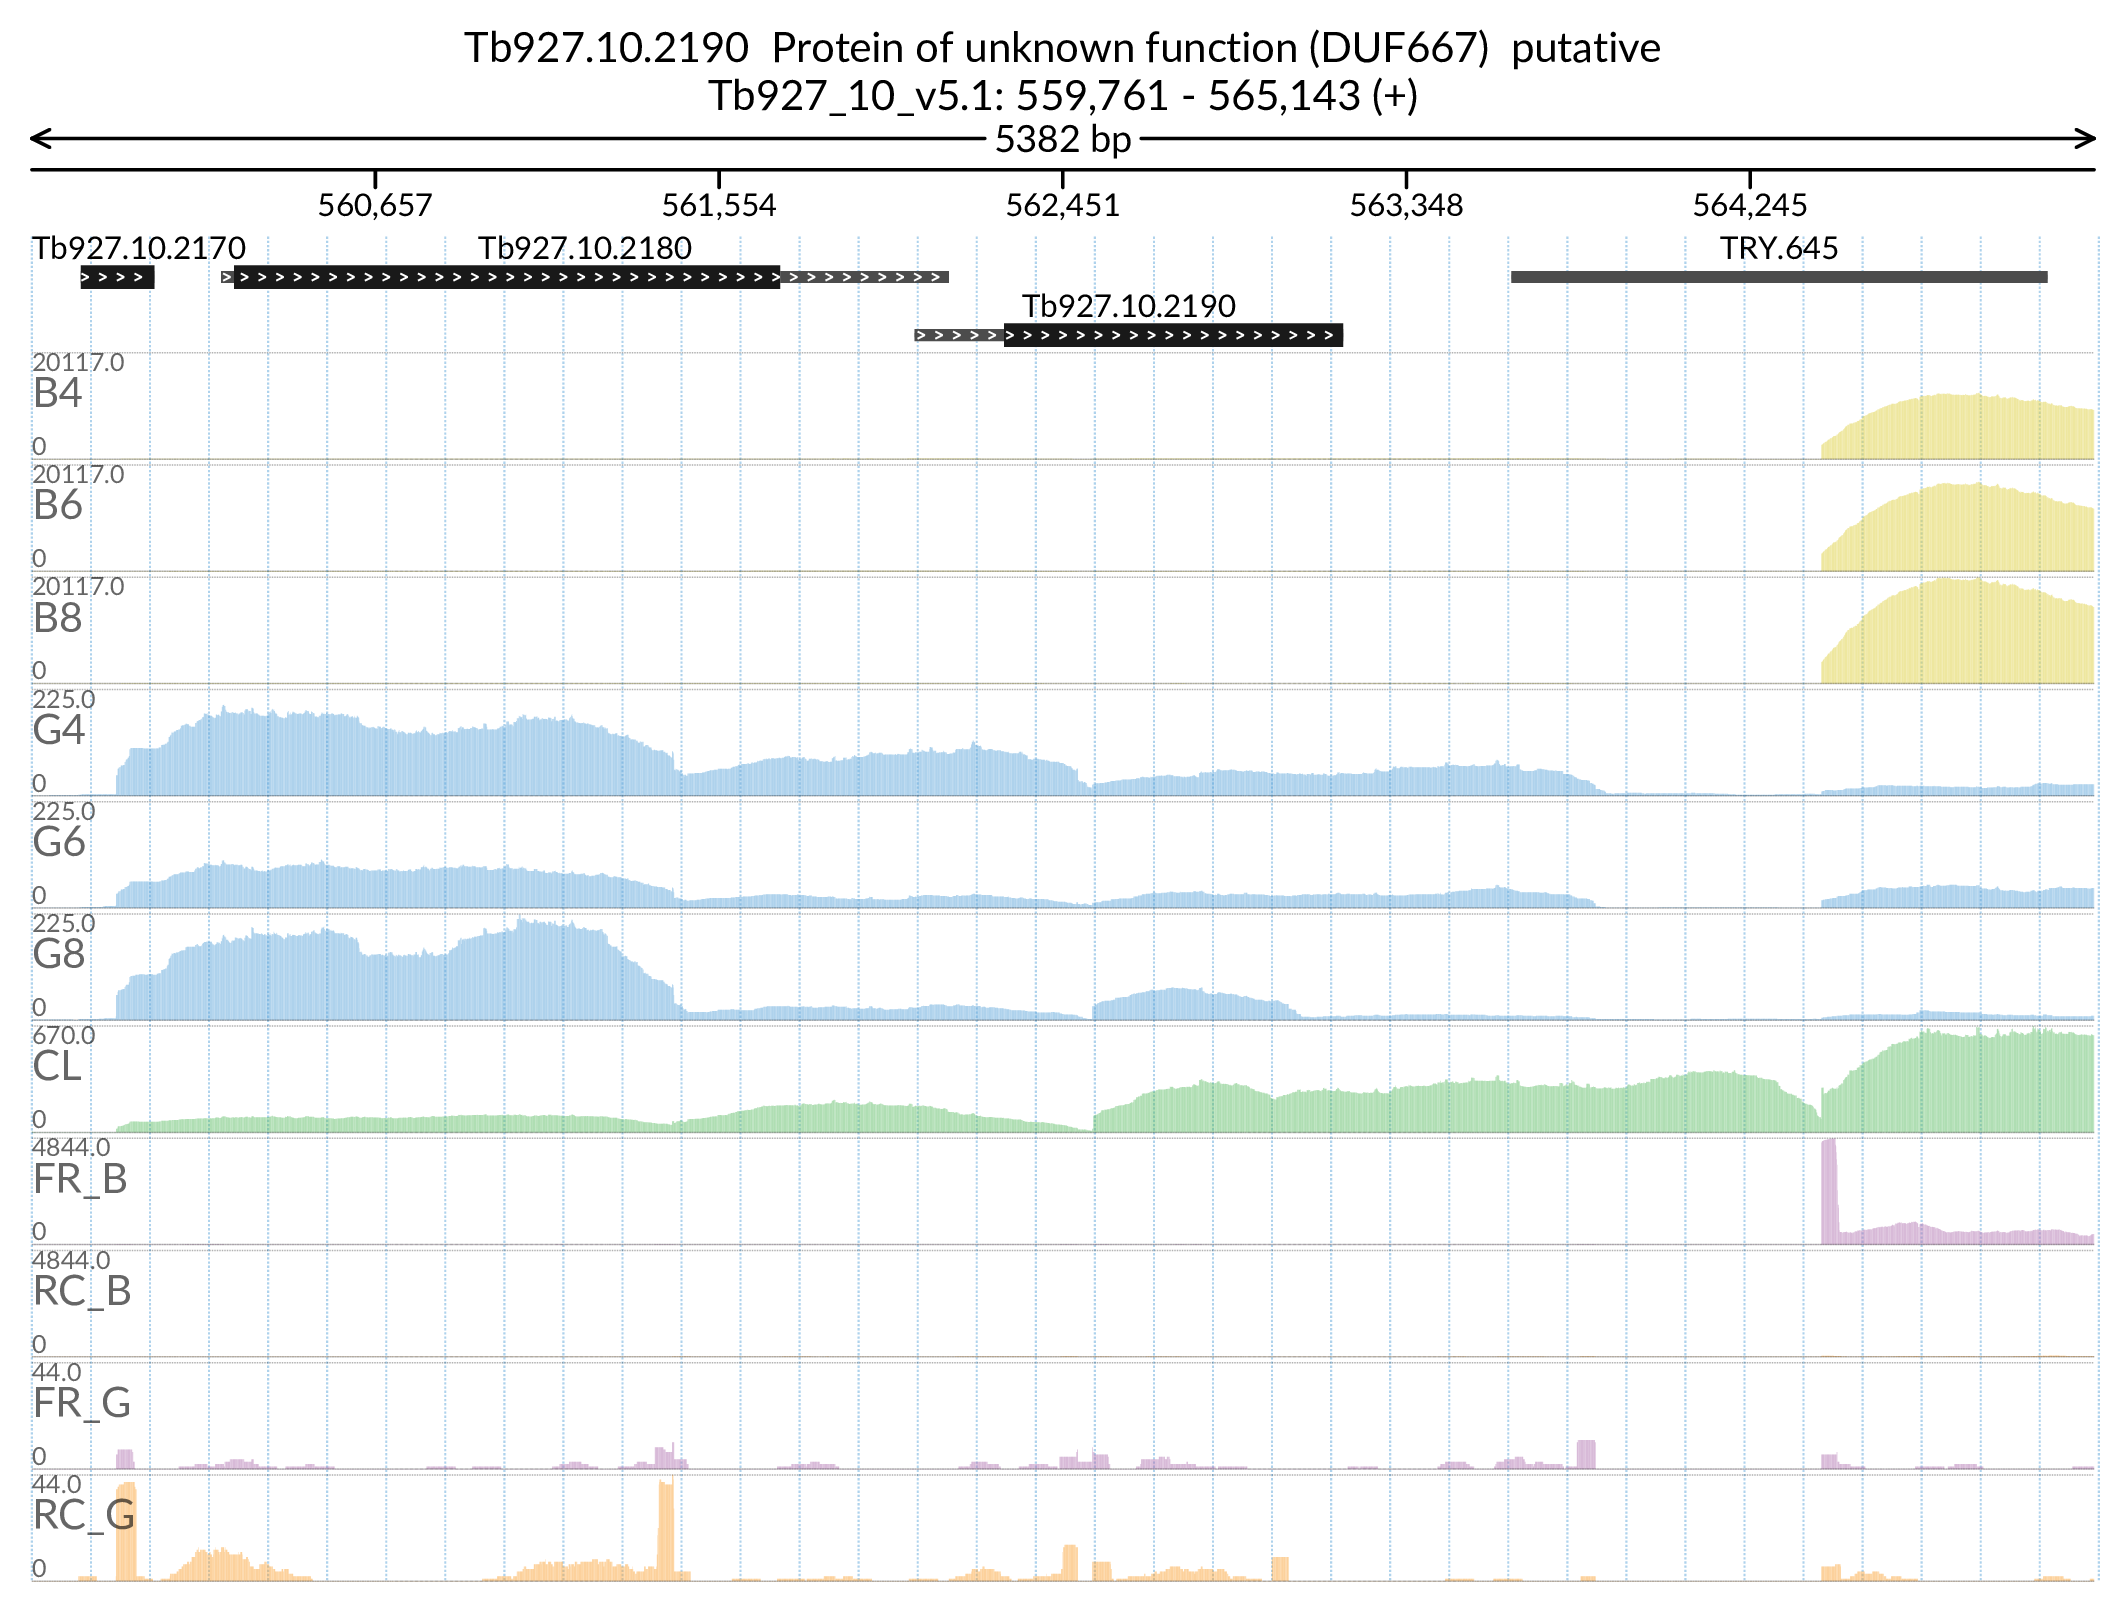 Tb927.10.2190  Protein of unknown function (DUF667)  putative
Tb927_10_v5.1: 559,761 - 565,143 (+)
5382 bp
560,657 561,554 562,451 563,348 564,245
Tb927.10.2170 Tb927.10.2180 TRY.645
Tb927.10.2190
20117.0
B4
0
20117.0
B6
0
20117.0
B8
0
225.0
G4
0
225.0
G6
0
225.0
G8
0
670.0
CL
0
4844.0
FR_B
0
4844.0
RC_B
0
44.0
FR_G
0
44.0
RC_G
0